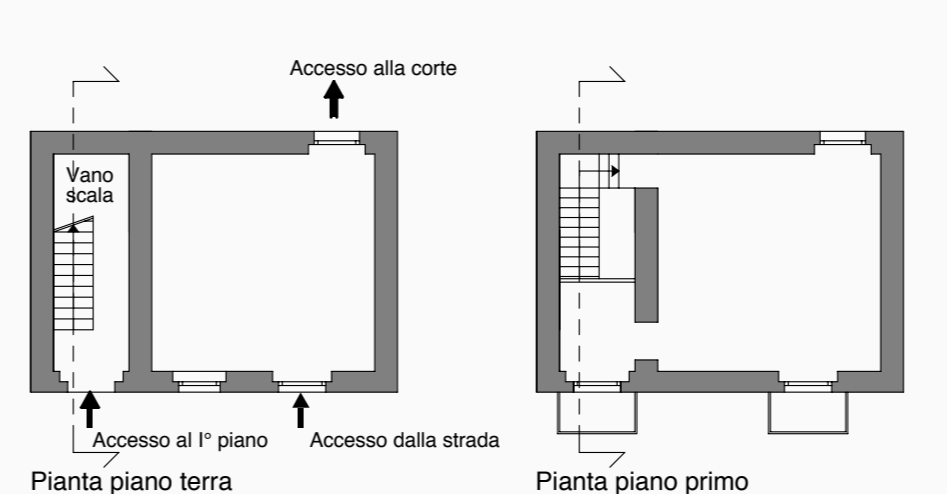 Accesso alla corte
Vano
scala
Accesso al I° piano
Accesso dalla strada
Pianta piano terra
Pianta piano primo